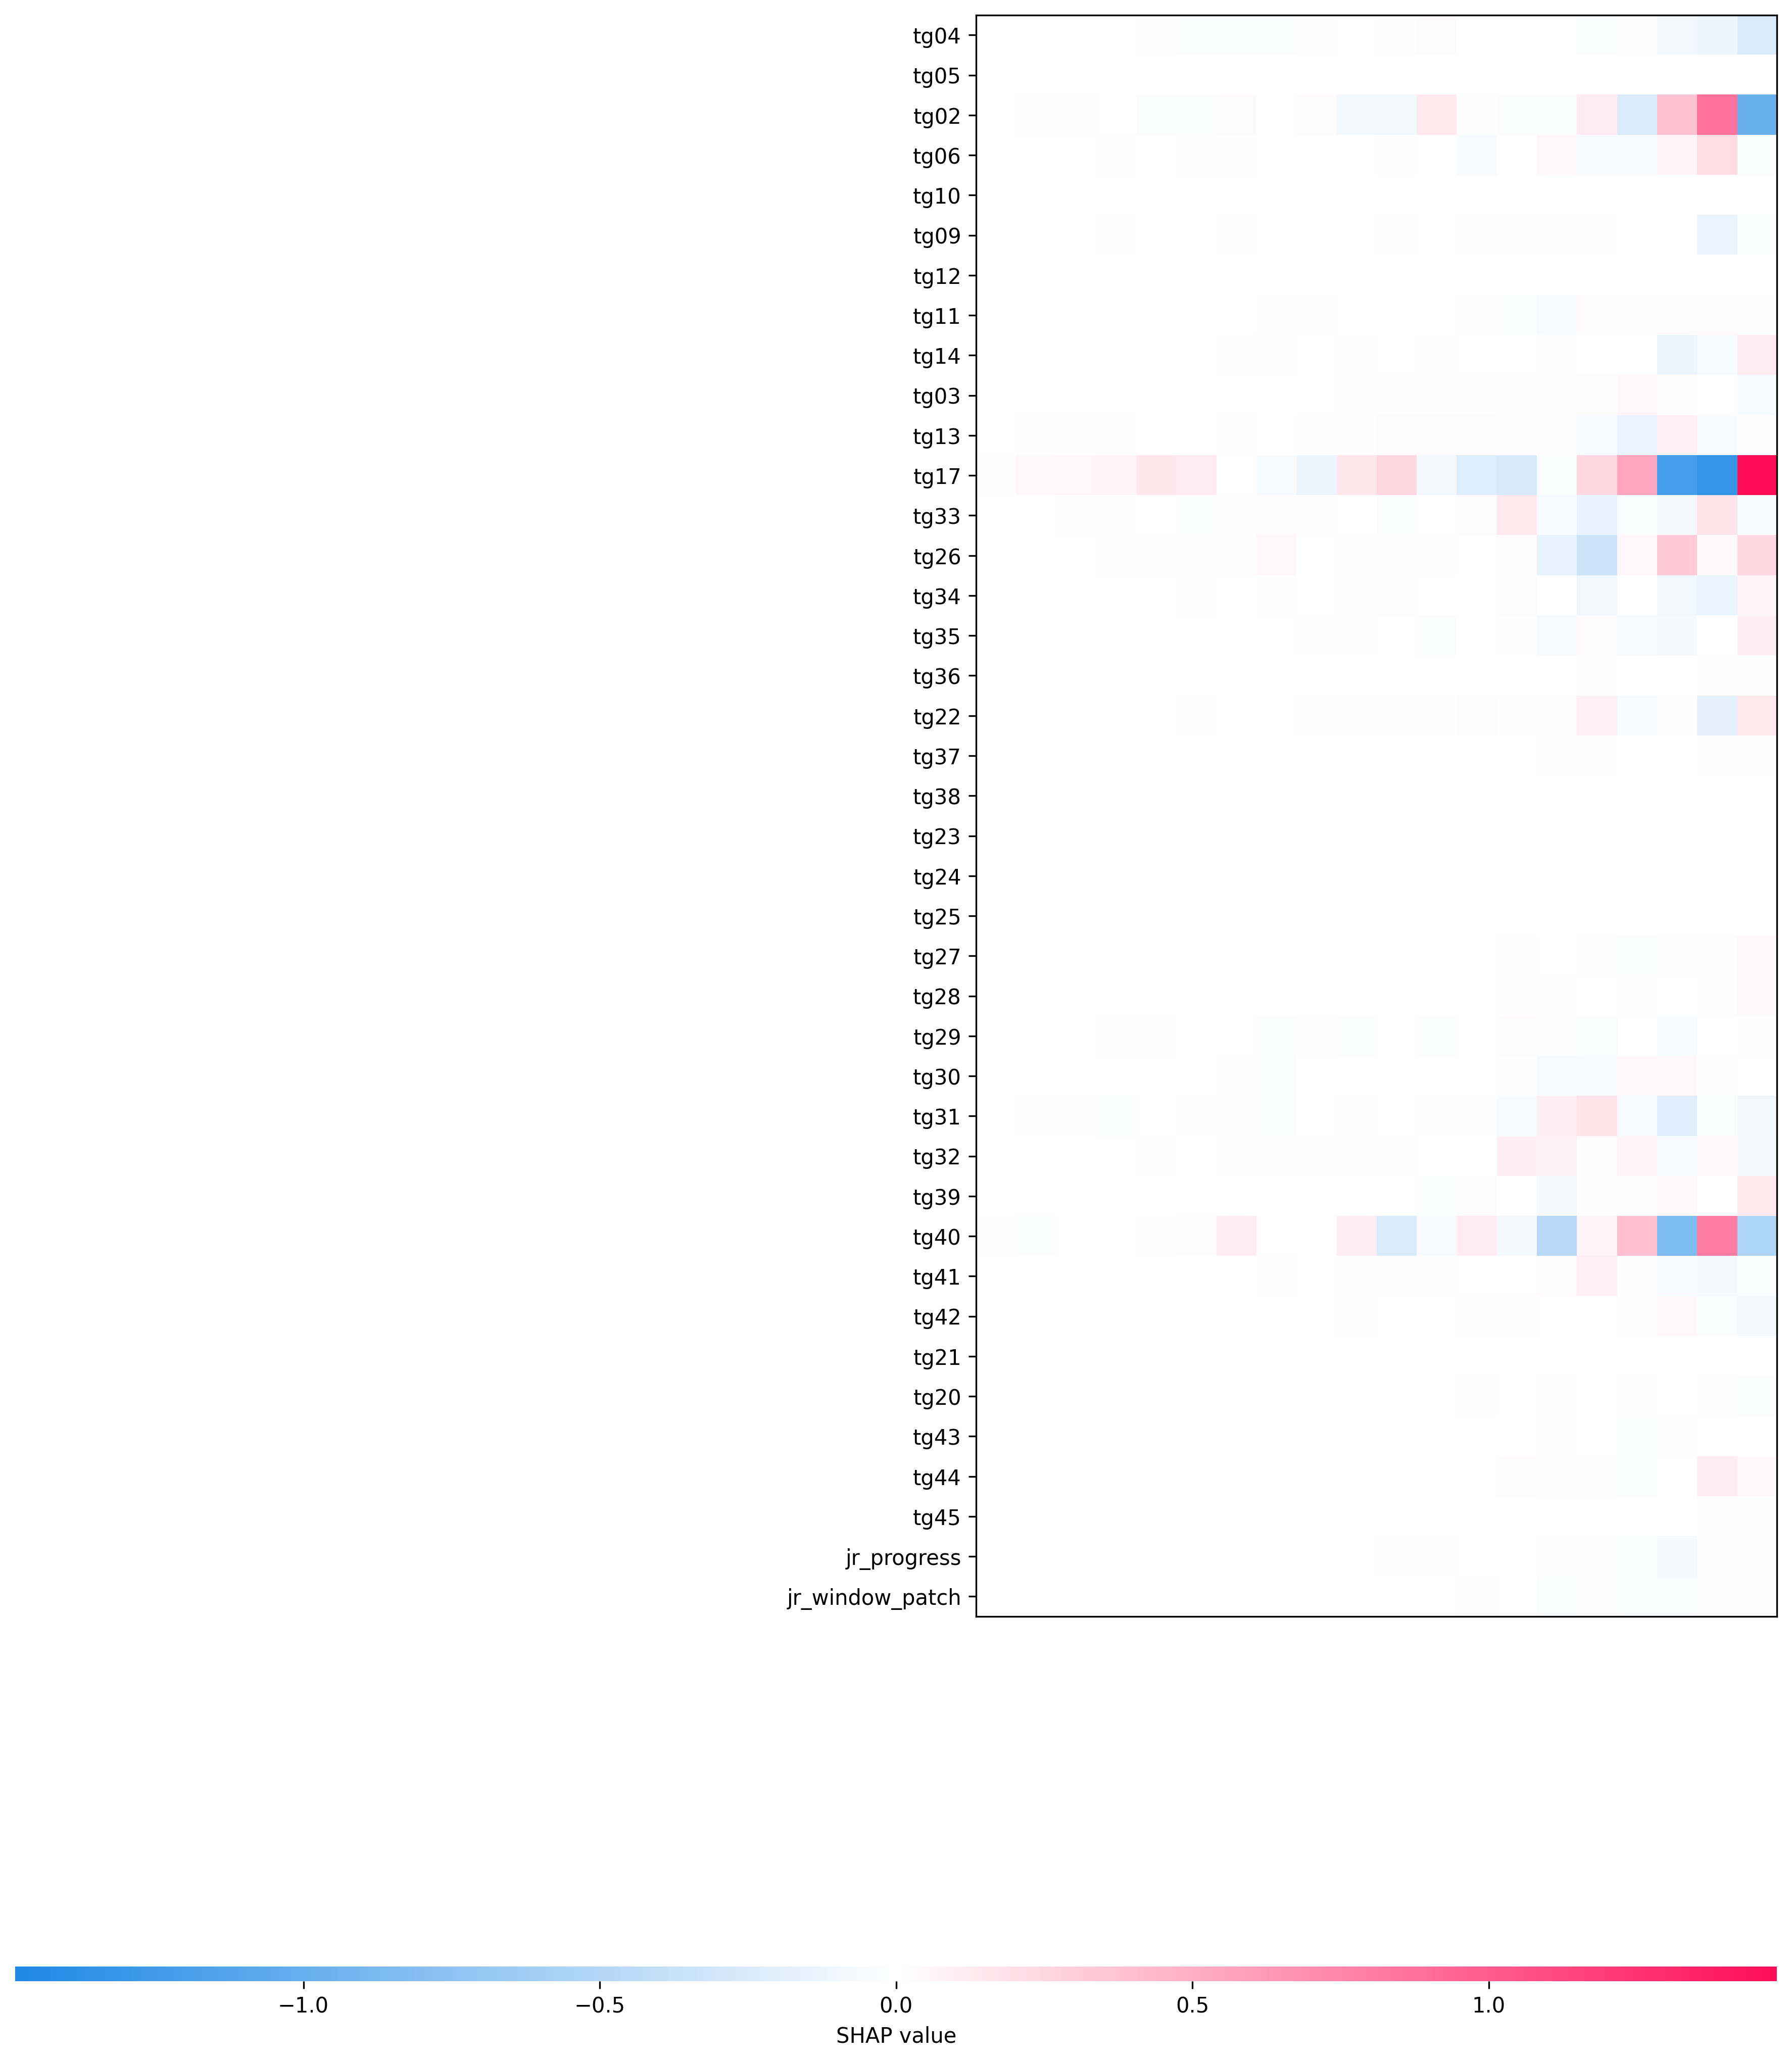 tg04
tg05
tg02
tg06
tg10
tg09
tg12
tg11
tg14
tg03
tg13
tg17
tg33
tg26
tg34
tg35
tg36
tg22
tg37
tg38
tg23
tg24
tg25
tg27
tg28
tg29
tg30
tg31
tg32
tg39
tg40
tg41
tg42
tg21
tg20
tg43
tg44
tg45
jr_progress
jr_window_patch
−1.0 −0.5 0.0 0.5 1.0
SHAP value